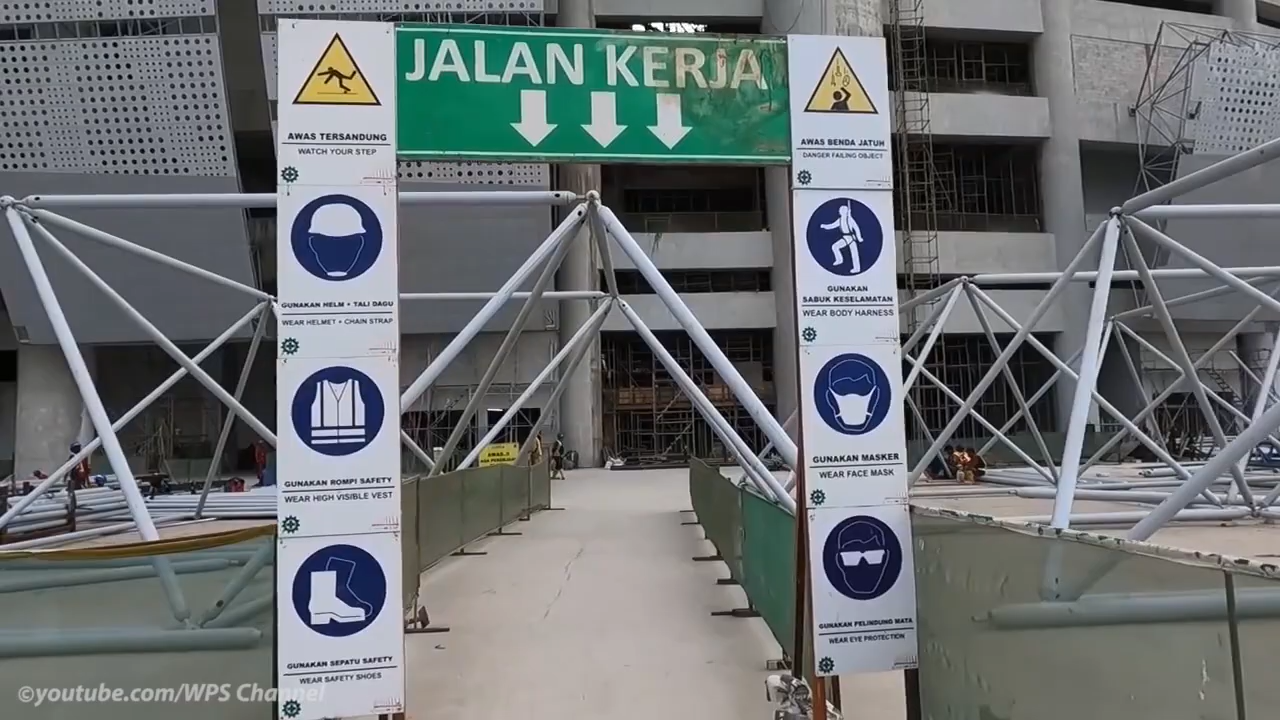 JALAN KERJA
AWAS TERSANDUNG
WATCH YOUR STEP
GUNAKAN HELM + TALI DAGU
WEAR HELMET + CHAIN STRAP
GUNAKAN ROMPI SAFETY
WEAR HIGH VISIBLE VEST
GUNAKAN SEPATU SAFETY
WEAR SAFETY SHOES
AWAS BENDA JATUH
DANGER FAILING OBJECT
GUNAKAN
SABUK KESELAMATAN
WEAR BODY HARNESS
GUNAKAN MASKER
WEAR FACE MASK
GUNAKAN PELINDUNG MATA
WEAR EYE PROTECTION
©youtube.com/WPS Channel